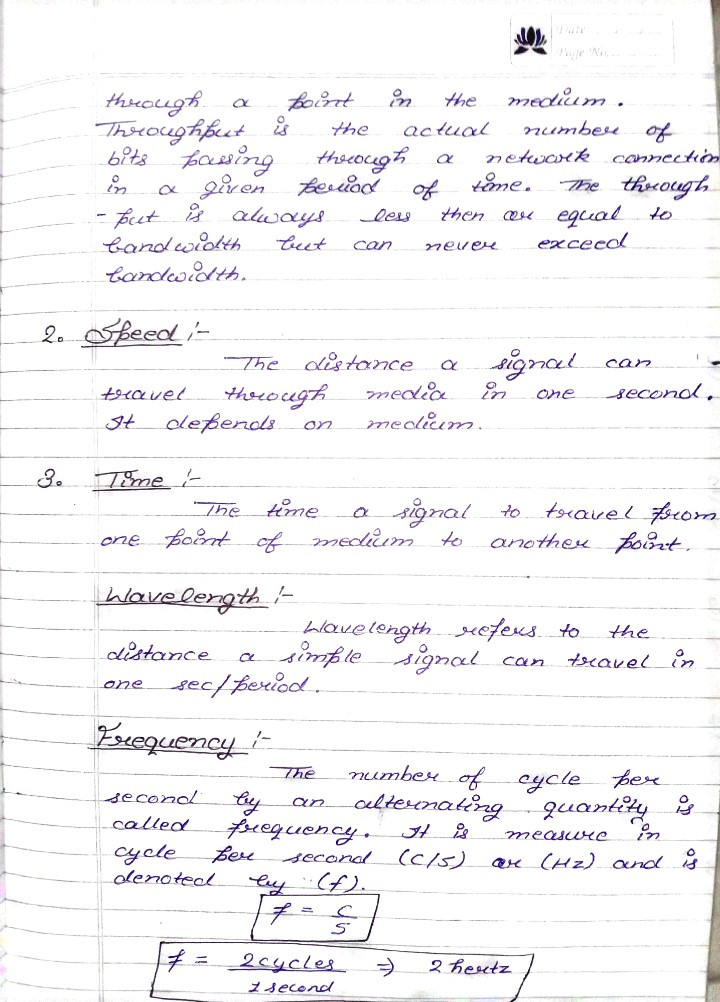 Date
Page No.
through a point in the medium.
Throughput is the actual number of
bits passing through a network connection
in a given period of time. The through
- put is always less then or equal to
bandwidth but can never exceed
bandwidth.
2. Speed :-
The distance a signal can
travel through media in one second.
It depends on medium.
3. Time :-
The time a signal to travel from
one point of medium to another point.
Wavelength :-
Wavelength refers to the
distance a simple signal can travel in
one sec/period.
Frequency :-
The number of cycle per
second by an alternating quantity is
called frequency. It is measure in
cycle per second (C/S) or (Hz) and is
denoted by (f).
f = C/S
f = 2cycles/1 second ⇒ 2 hertz